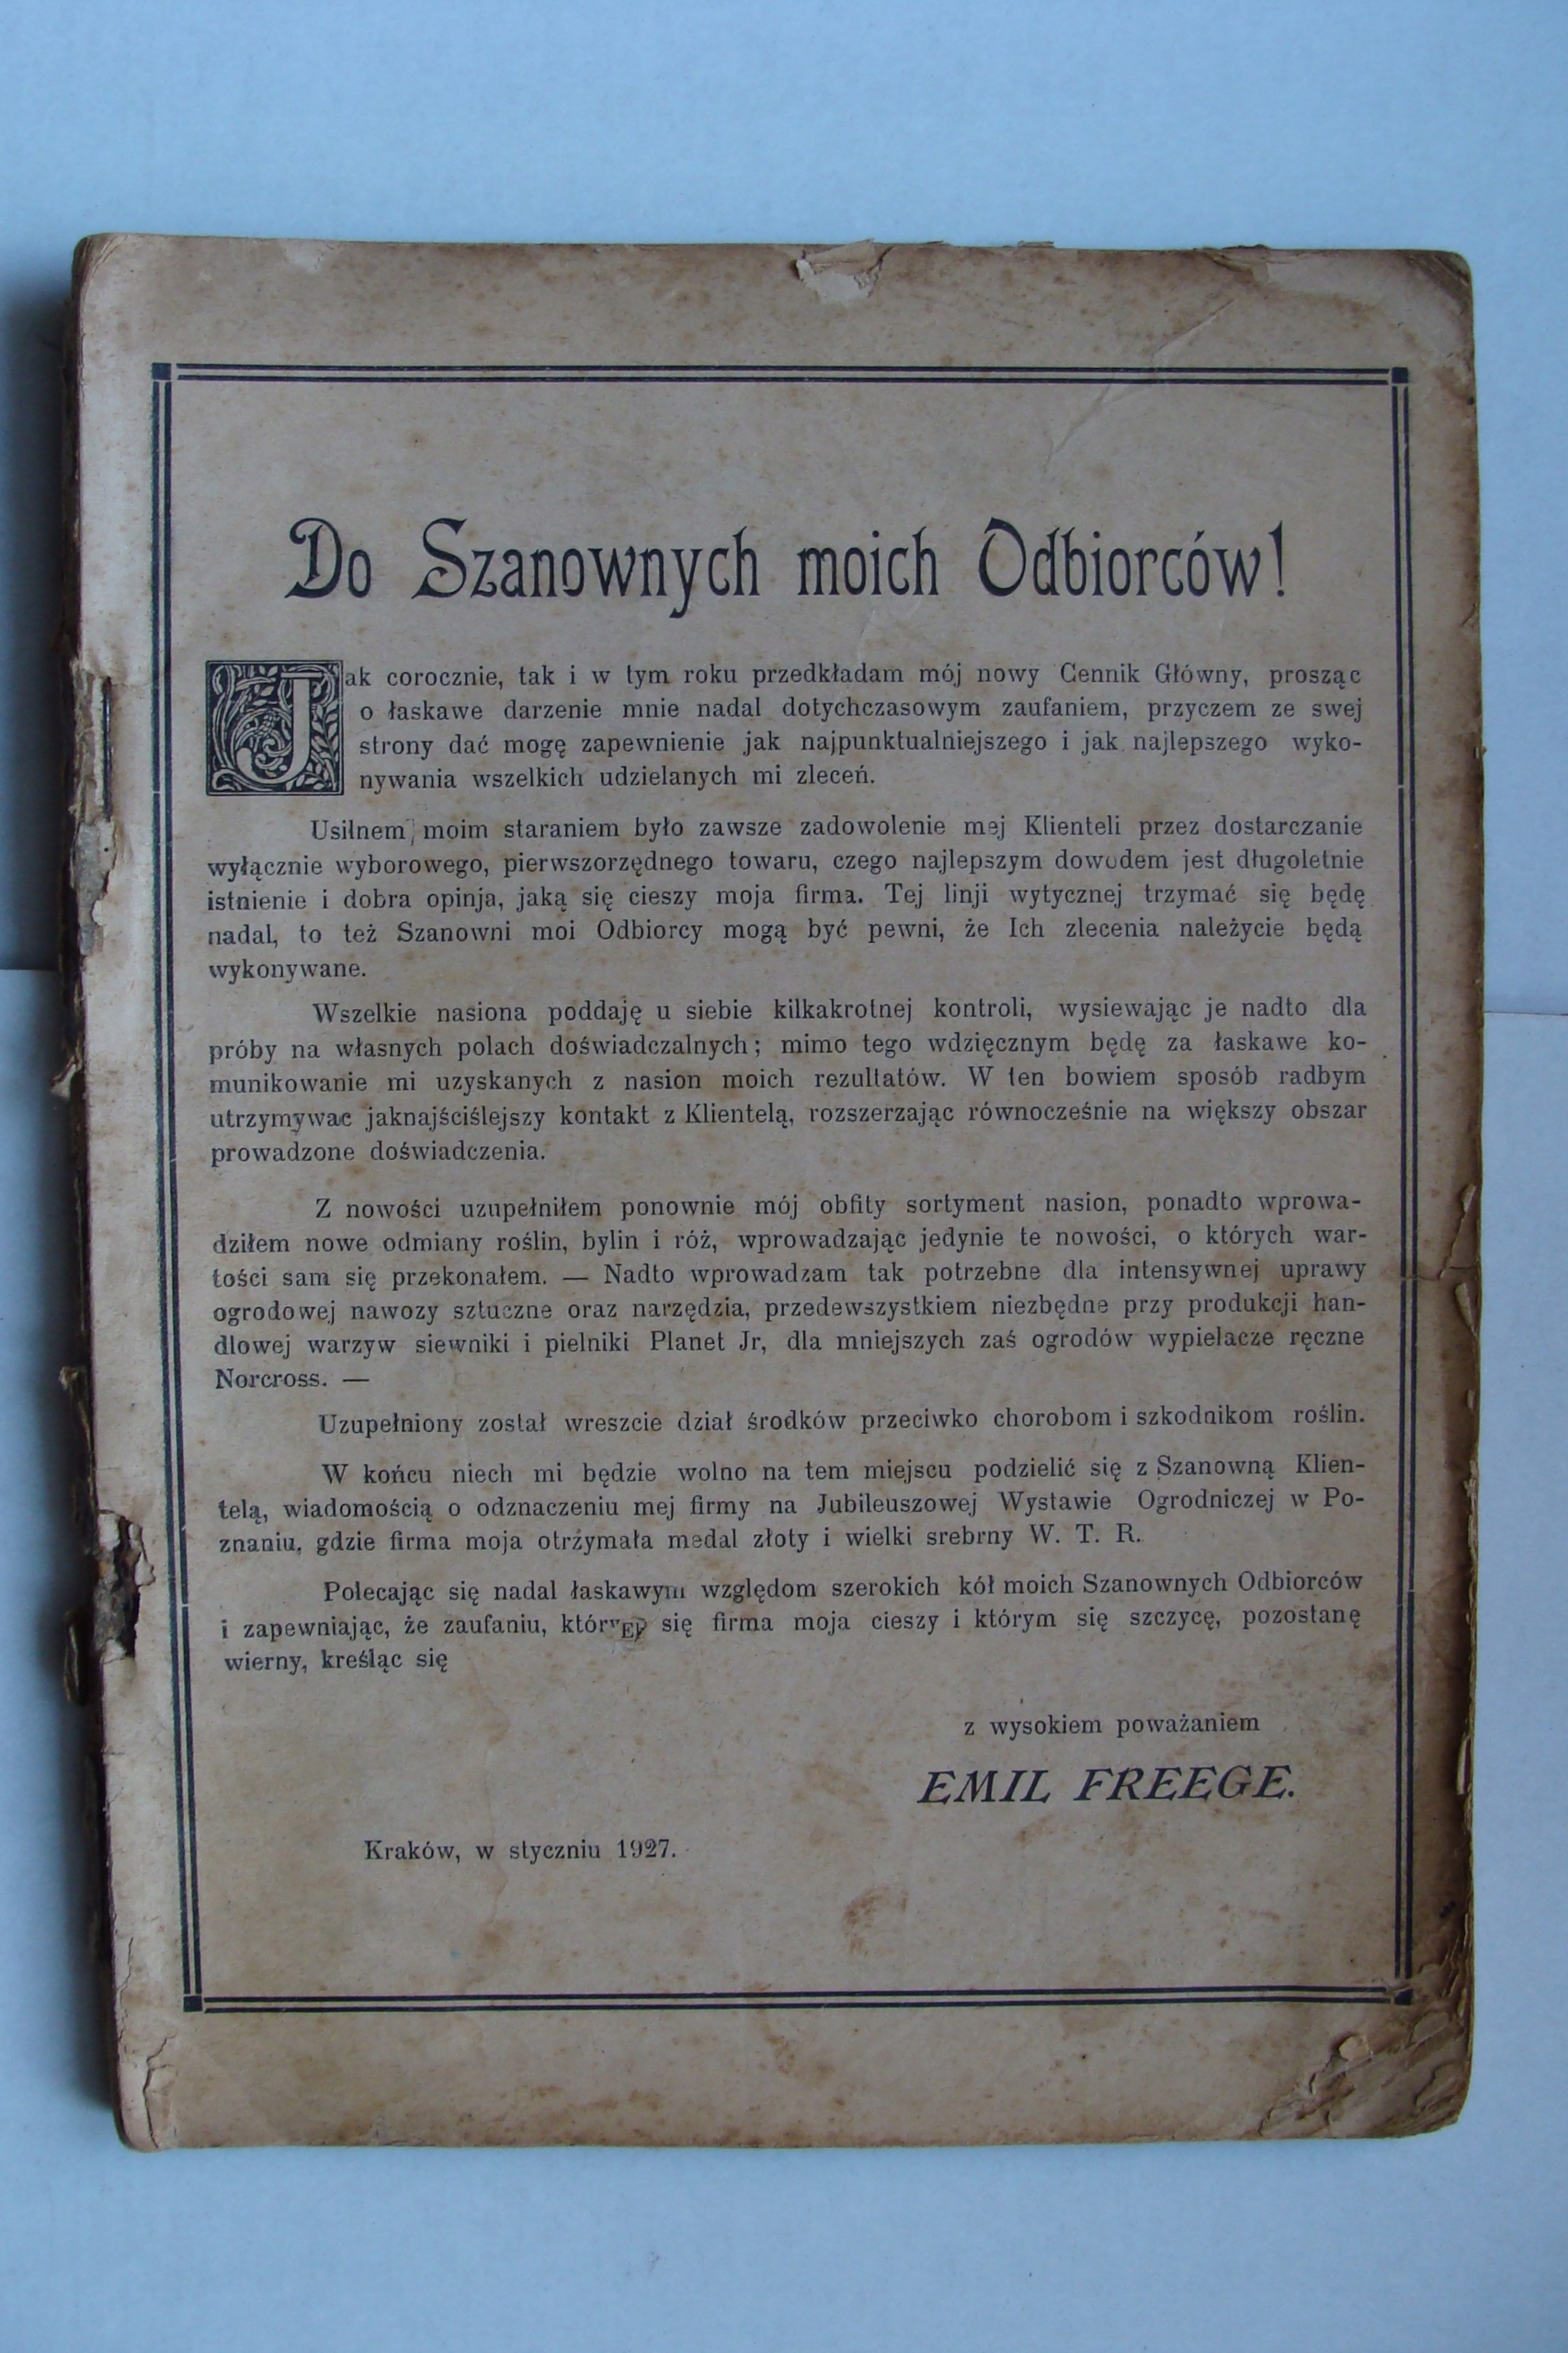 Do Szanownych moich Odbiorców!
Jak corocznie, tak i w tym roku przedkładam mój nowy Cennik Główny, prosząc
o łaskawe darzenie mnie nadal dotychczasowym zaufaniem, przyczem ze swej
strony dać mogę zapewnienie jak najpunktualniejszego i jak najlepszego wyko-
nywania wszelkich udzielanych mi zleceń.
Usilnem moim staraniem było zawsze zadowolenie mej Klienteli przez dostarczanie
wyłącznie wyborowego, pierwszorzędnego towaru, czego najlepszym dowodem jest długoletnie
istnienie i dobra opinja, jaką się cieszy moja firma. Tej linji wytycznej trzymać się będę
nadal, to też Szanowni moi Odbiorcy mogą być pewni, że Ich zlecenia należycie będą
wykonywane.
Wszelkie nasiona poddaję u siebie kilkakrotnej kontroli, wysiewając je nadto dla
próby na własnych polach doświadczalnych; mimo tego wdzięcznym będę za łaskawe ko-
munikowanie mi uzyskanych z nasion moich rezultatów. W ten bowiem sposób radbym
utrzymywac jaknajściślejszy kontakt z Klientelą, rozszerzając równocześnie na większy obszar
prowadzone doświadczenia.
Z nowości uzupełniłem ponownie mój obfity sortyment nasion, ponadto wprowa-
dziłem nowe odmiany roślin, bylin i róż, wprowadzając jedynie te nowości, o których war-
tości sam się przekonałem. — Nadto wprowadzam tak potrzebne dla intensywnej uprawy
ogrodowej nawozy sztuczne oraz narzędzia, przedewszystkiem niezbędne przy produkcji han-
dlowej warzyw siewniki i pielniki Planet Jr, dla mniejszych zaś ogrodów wypielacze ręczne
Norcross. —
Uzupełniony został wreszcie dział środków przeciwko chorobom i szkodnikom roślin.
W końcu niech mi będzie wolno na tem miejscu podzielić się z Szanowną Klien-
telą, wiadomością o odznaczeniu mej firmy na Jubileuszowej Wystawie Ogrodniczej w Po-
znaniu, gdzie firma moja otrzymała medal złoty i wielki srebrny W. T. R.
Polecając się nadal łaskawym względom szerokich kół moich Szanownych Odbiorców
i zapewniając, że zaufaniu, się firma moja cieszy i którym się szczycę, pozostanę
wierny, kreśląc się
z wysokiem poważaniem
EMIL FREEGE.
Kraków, w styczniu 1927.